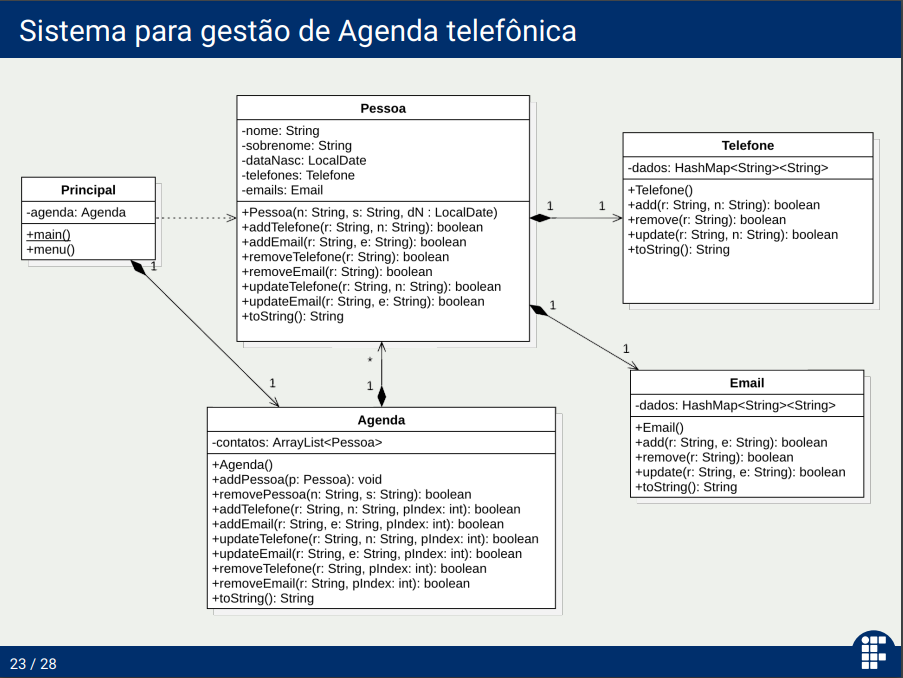 Sistema para gestão de Agenda telefônica
Pessoa
-nome: String
-sobrenome: String
-dataNasc: LocalDate
-telefones: Telefone
-emails: Email
+Pessoa(n: String, s: String, dN : LocalDate)
+addTelefone(r: String, n: String): boolean
+addEmail(r: String, e: String): boolean
+removeTelefone(r: String): boolean
+removeEmail(r: String): boolean
+updateTelefone(r: String, n: String): boolean
+updateEmail(r: String, e: String): boolean
+toString(): String
Telefone
-dados: HashMap<String><String>
+Telefone()
+add(r: String, n: String): boolean
+remove(r: String): boolean
+update(r: String, n: String): boolean
+toString(): String
Principal
-agenda: Agenda
+main()
+menu()
1
1
1
1
1
1
*
1
1
Agenda
-contatos: ArrayList<Pessoa>
+Agenda()
+addPessoa(p: Pessoa): void
+removePessoa(n: String, s: String): boolean
+addTelefone(r: String, n: String, pIndex: int): boolean
+addEmail(r: String, e: String, pIndex: int): boolean
+updateTelefone(r: String, n: String, pIndex: int): boolean
+updateEmail(r: String, e: String, pIndex: int): boolean
+removeTelefone(r: String, pIndex: int): boolean
+removeEmail(r: String, pIndex: int): boolean
+toString(): String
Email
-dados: HashMap<String><String>
+Email()
+add(r: String, e: String): boolean
+remove(r: String): boolean
+update(r: String, e: String): boolean
+toString(): String
23 / 28